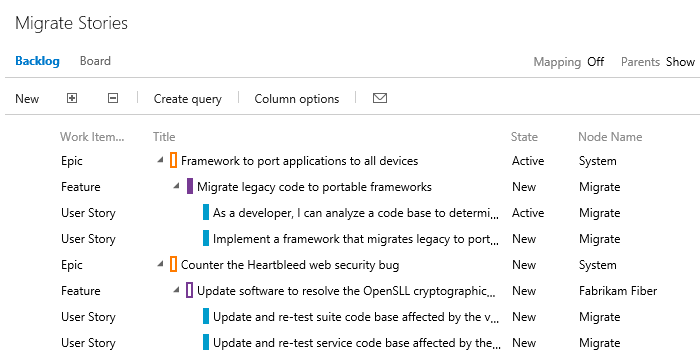 Migrate Stories
Backlog Board Mapping Off Parents Show
New Create query Column options
Work Item... Title State Node Name
Epic Framework to port applications to all devices Active System
Feature Migrate legacy code to portable frameworks New Migrate
User Story As a developer, I can analyze a code base to determi... Active Migrate
User Story Implement a framework that migrates legacy to port... New Migrate
Epic Counter the Heartbleed web security bug New System
Feature Update software to resolve the OpenSLL cryptographic... New Fabrikam Fiber
User Story Update and re-test suite code base affected by the v... New Migrate
User Story Update and re-test service code base affected by the... New Migrate